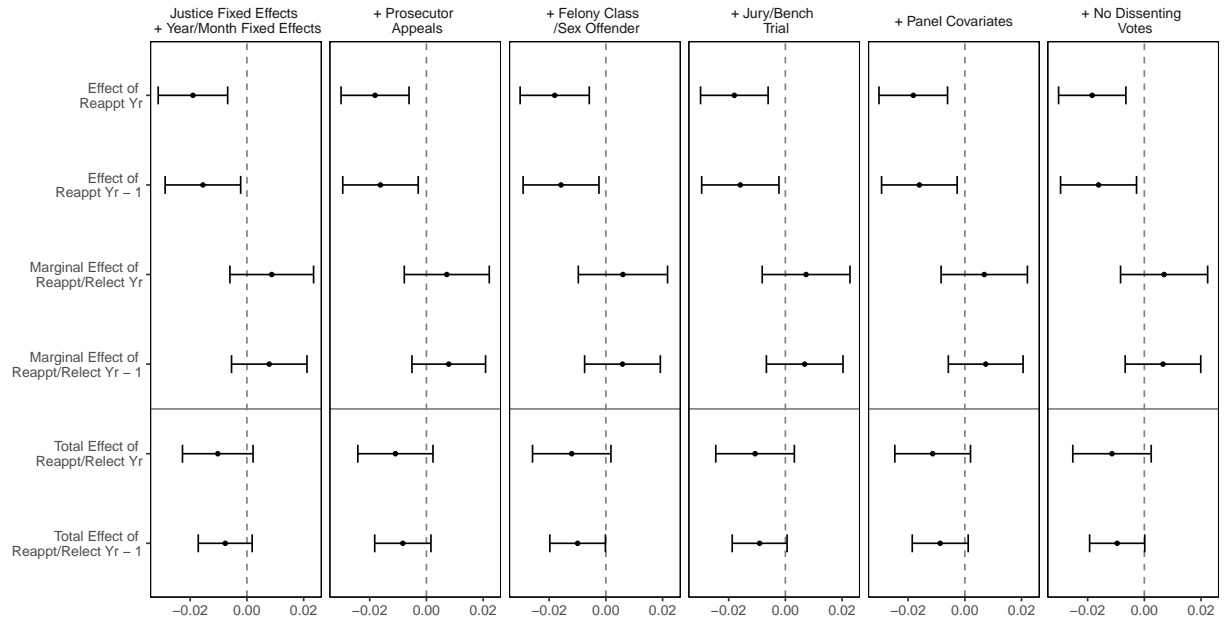 Justice Fixed Effects
+ Year/Month Fixed Effects
+ Prosecutor
Appeals
+ Felony Class
/Sex Offender
+ Jury/Bench
Trial
+ Panel Covariates
+ No Dissenting
Votes
Effect of
Reappt Yr
Effect of
Reappt Yr − 1
Marginal Effect of
Reappt/Relect Yr
Marginal Effect of
Reappt/Relect Yr − 1
Total Effect of
Reappt/Relect Yr
Total Effect of
Reappt/Relect Yr − 1
−0.02 0.00 0.02 −0.02 0.00 0.02 −0.02 0.00 0.02 −0.02 0.00 0.02 −0.02 0.00 0.02 −0.02 0.00 0.02